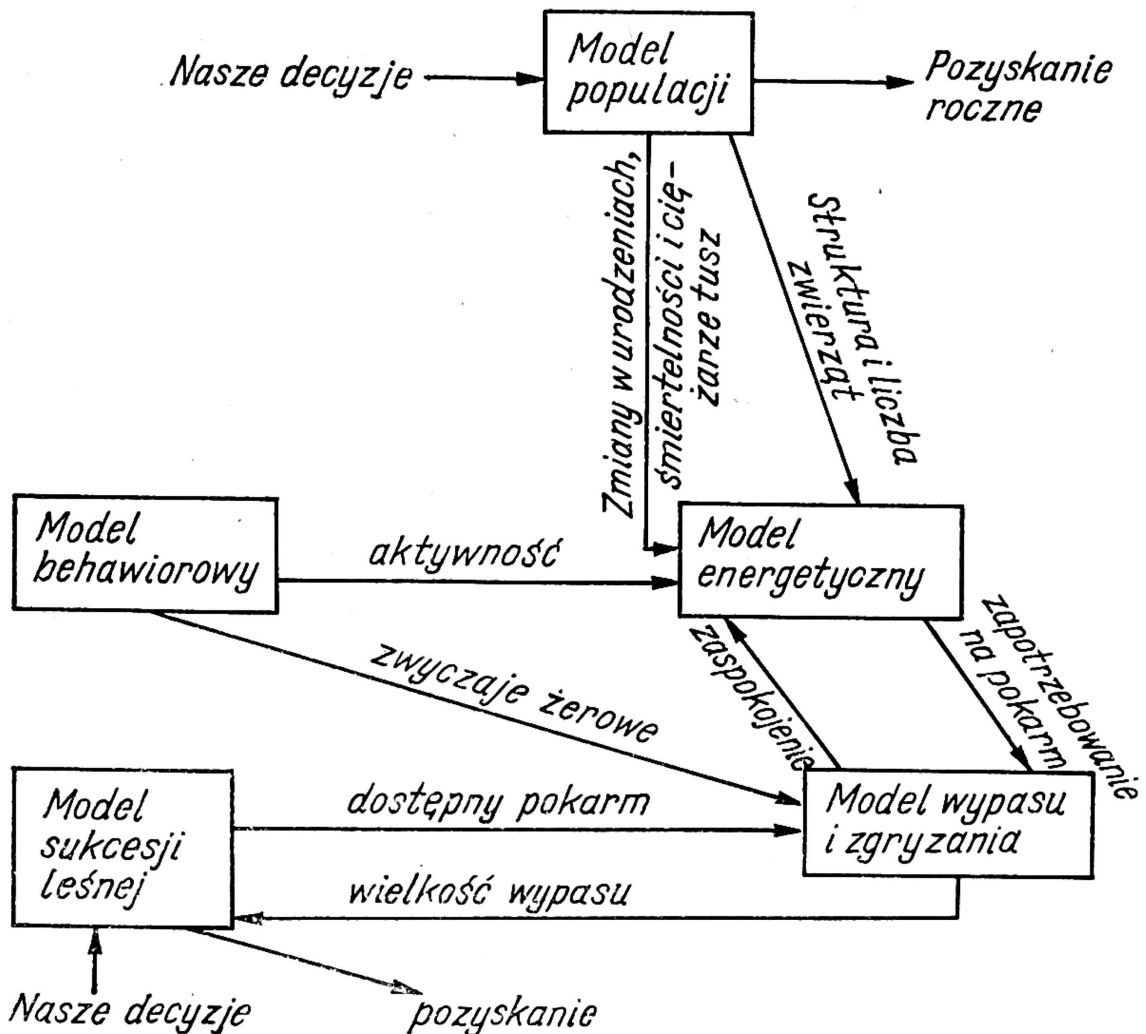 Nasze decyzje
Model
populacji
Pozyskanie
roczne
Zmiany w urodzeniach,
śmiertelności i cię-
żarze tusz
Struktura i liczba
zwierząt
Model
behawiorowy
aktywność
Model
energetyczny
zwyczaje żerowe
zaspokojenie
zapotrzebowanie
na pokarm
Model
sukcesji
leśnej
dostępny pokarm
Model wypasu
i zgryzania
wielkość wypasu
Nasze decyzje
pozyskanie